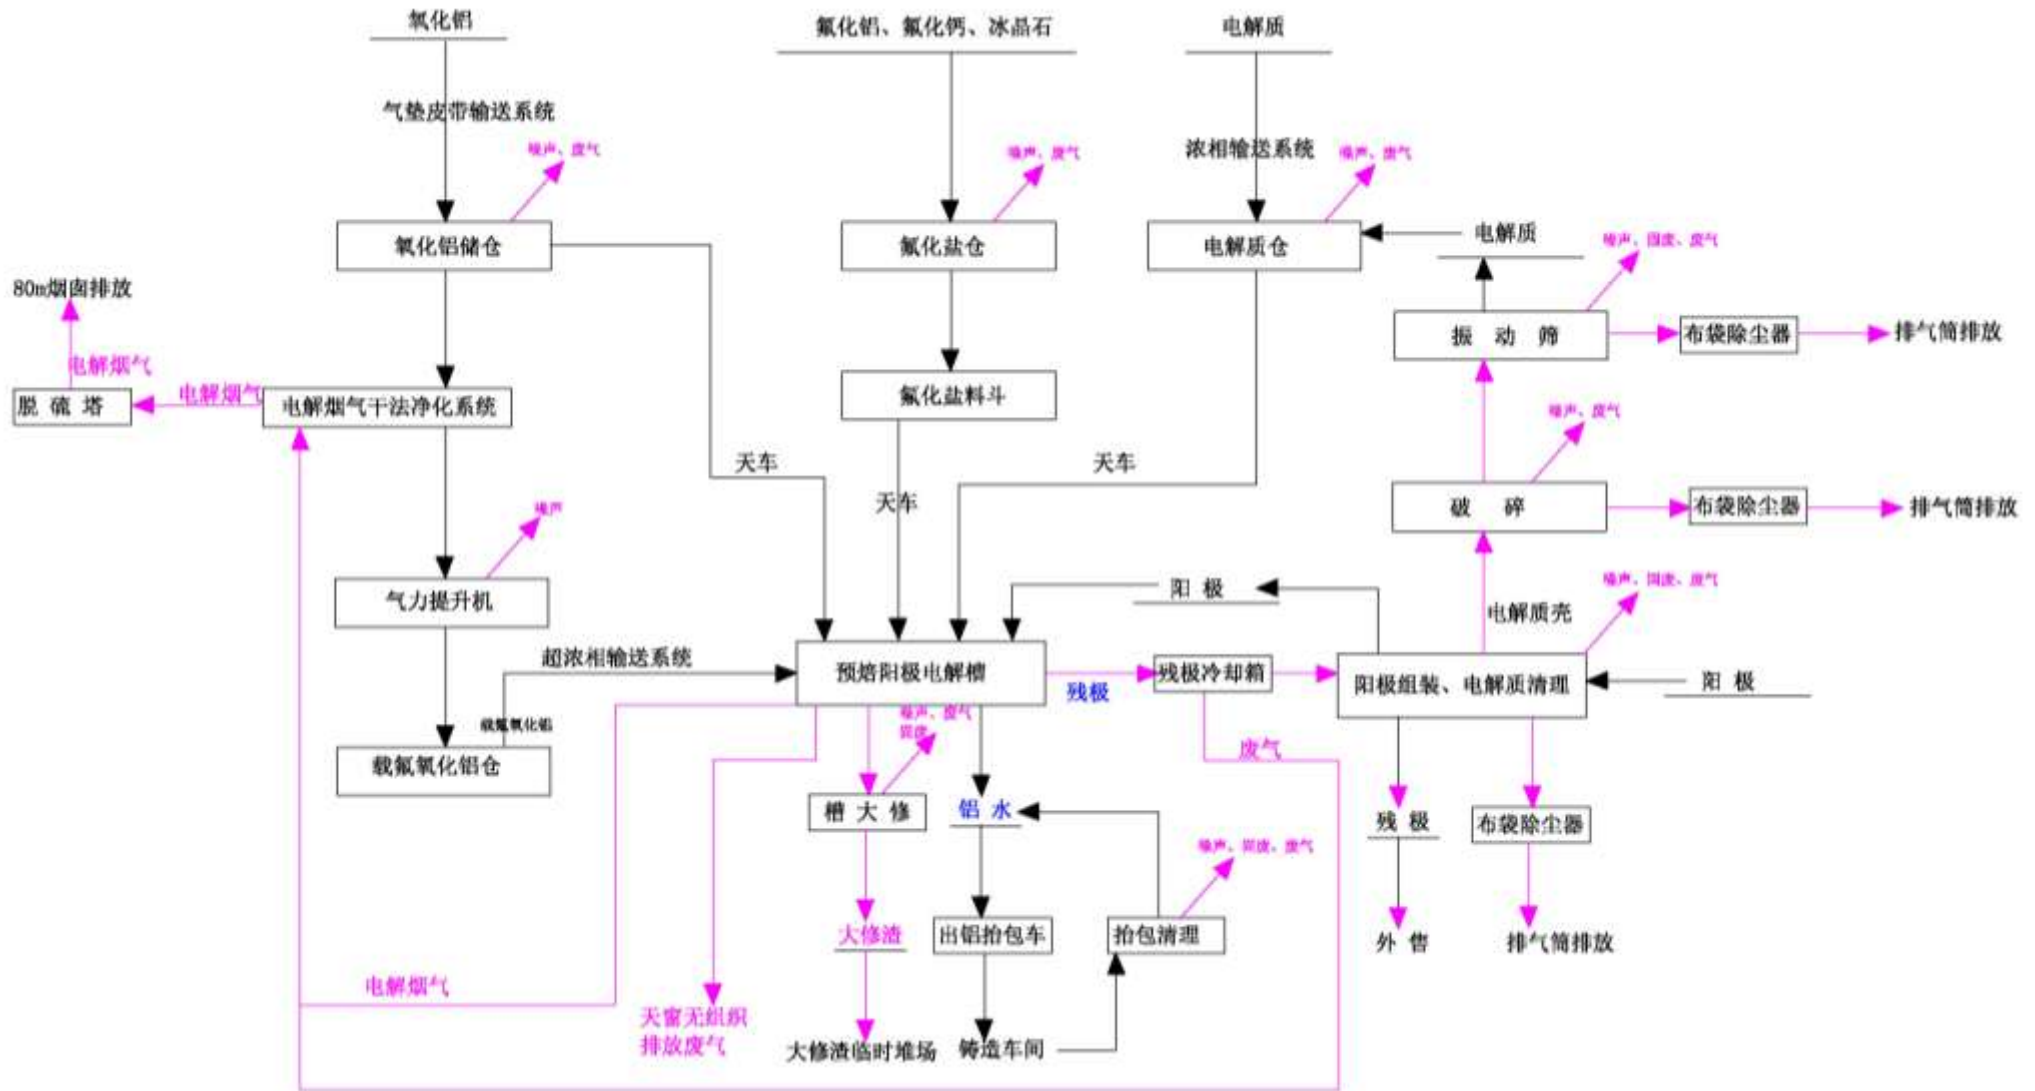 氧化铝
氟化铝、氟化钙、冰晶石
电解质
气垫皮带输送系统
噪声、废气
噪声、废气
浓相输送系统
噪声、废气
氧化铝储仓
氟化盐仓
电解质仓
电解质
噪声、固废、废气
80m烟囱排放
振 动 筛
布袋除尘器
排气筒排放
电解烟气
电解烟气
脱 硫 塔
电解烟气干法净化系统
氟化盐料斗
噪声、废气
天车
天车
天车
破 碎
布袋除尘器
排气筒排放
噪声
气力提升机
阳 极
电解质壳
噪声、固废、废气
超浓相输送系统
预焙阳极电解槽
残极
残极冷却箱
阳极组装、电解质清理
阳 极
载氟氧化铝
载氟氧化铝仓
噪声、废气
固废
废气
槽 大 修
铝 水
残 极
布袋除尘器
噪声、固废、废气
大修渣
出铝抬包车
抬包清理
外 售
排气筒排放
电解烟气
天窗无组织
排放废气
大修渣临时堆场
铸造车间